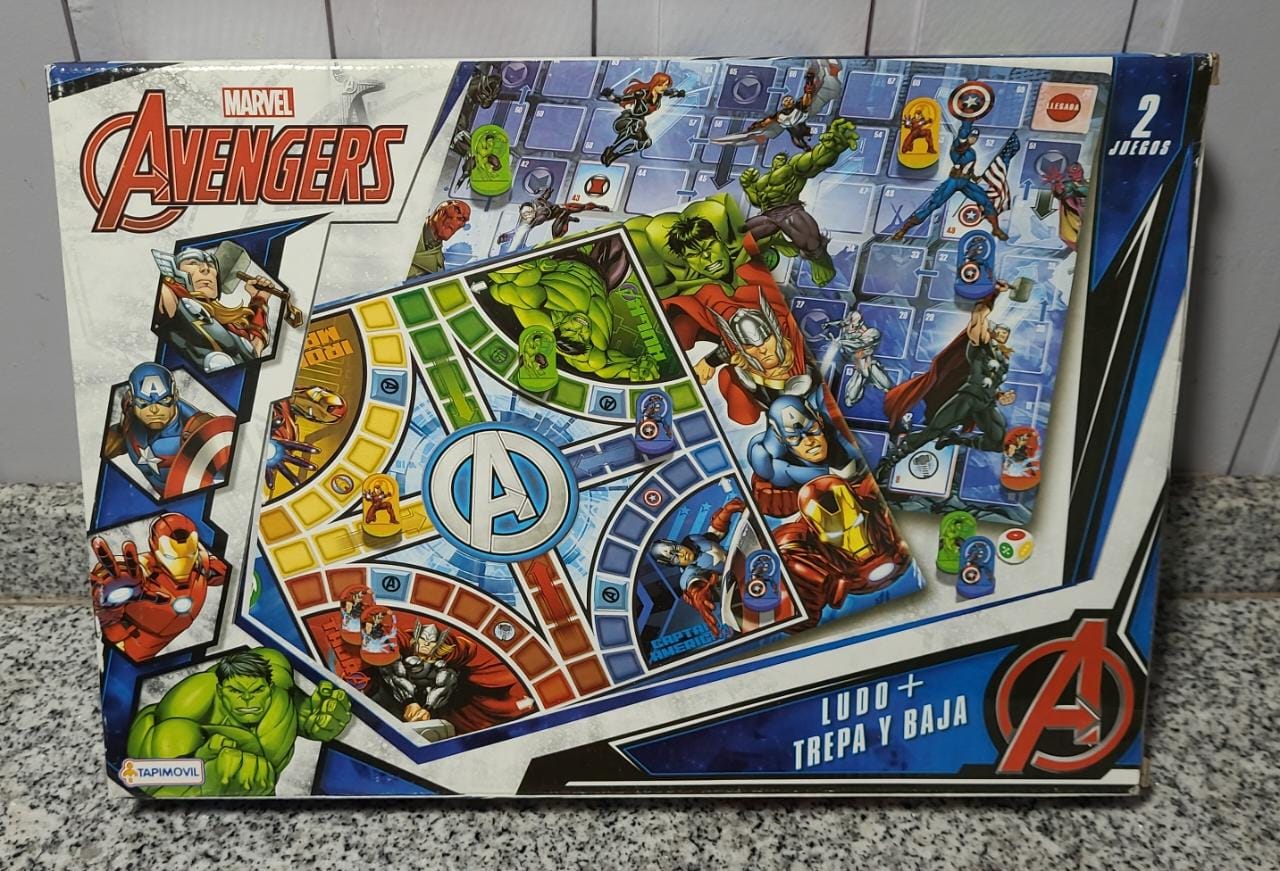 MARVEL
AVENGERS
2
JUEGOS
LLEGADA
IRON
MAN
HULK
THOR
CAPTAIN
AMERICA
LUDO +
TREPA Y BAJA
TAPIMOVIL